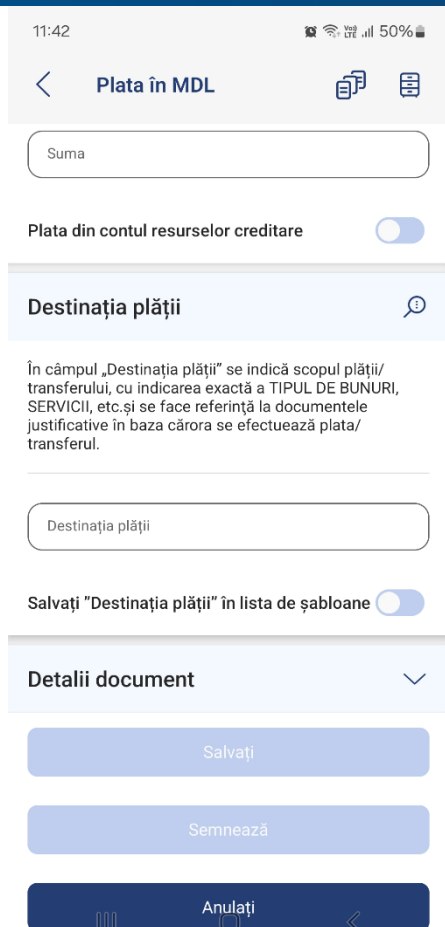 11:42
Vo)) LTE 50%
Plata în MDL
Suma
Plata din contul resurselor creditare
Destinația plății
În câmpul „Destinația plății” se indică scopul plății/
transferului, cu indicarea exactă a TIPUL DE BUNURI,
SERVICII, etc.și se face referinţă la documentele
justificative în baza cărora se efectuează plata/
transferul.
Destinația plății
Salvați ”Destinația plății” în lista de șabloane
Detalii document
Salvați
Semnează
Anulați